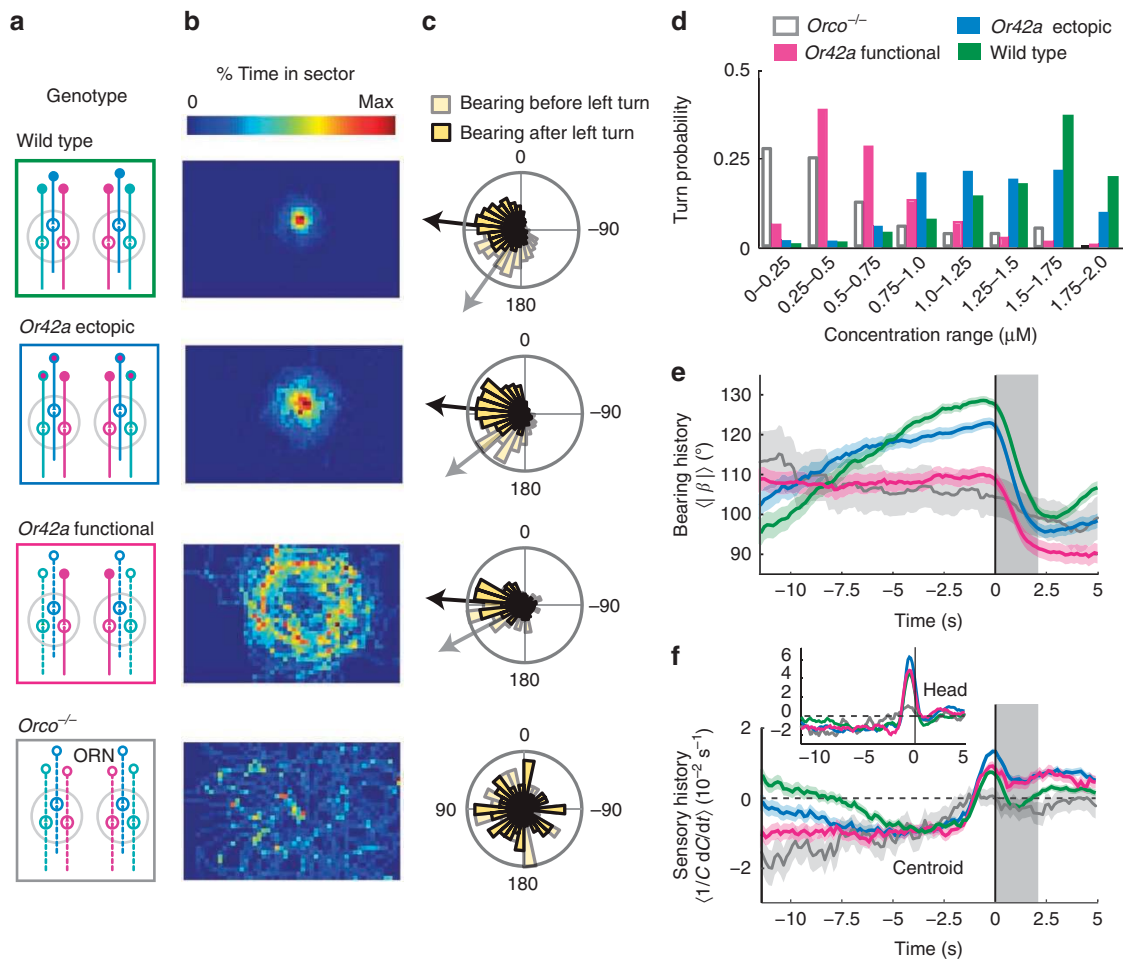 a
Genotype
Wild type
Or42a ectopic
Or42a functional
Orco−/−
ORN
b
% Time in sector
0 Max
c
Bearing before left turn
Bearing after left turn
0
−90
180
0
−90
180
0
−90
180
0
90 −90
180
d
Orco−/− Or42a ectopic
Or42a functional Wild type
Turn probability
0.5
0.25
0
0–0.25 0.25–0.5 0.5–0.75 0.75–1.0 1.0–1.25 1.25–1.5 1.5–1.75 1.75–2.0
Concentration range (μM)
e
Bearing history
⟨| β |⟩ (°)
130
120
110
100
90
−10 −7.5 −5 −2.5 0 2.5 5
Time (s)
f
6
4
2
0
−2
Head
−10 −5 0 5
Sensory history
⟨1/C dC/dt⟩ (10−2 s−1)
2
0
−2
Centroid
−10 −7.5 −5 −2.5 0 2.5 5
Time (s)